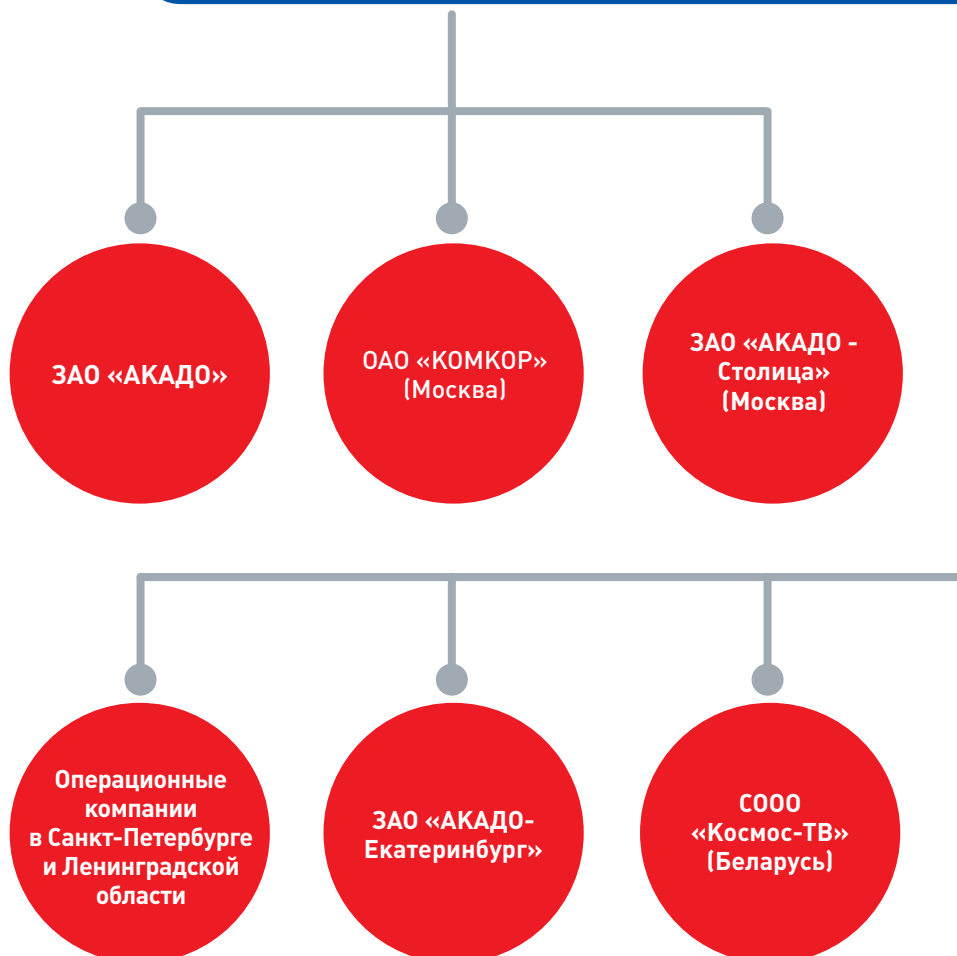 ЗАО «АКАДО»
ОАО «КОМКОР»
(Москва)
ЗАО «АКАДО -
Столица»
(Москва)
Операционные
компании
в Санкт-Петербурге
и Ленинградской
области
ЗАО «АКАДО-
Екатеринбург»
СООО
«Космос-ТВ»
(Беларусь)